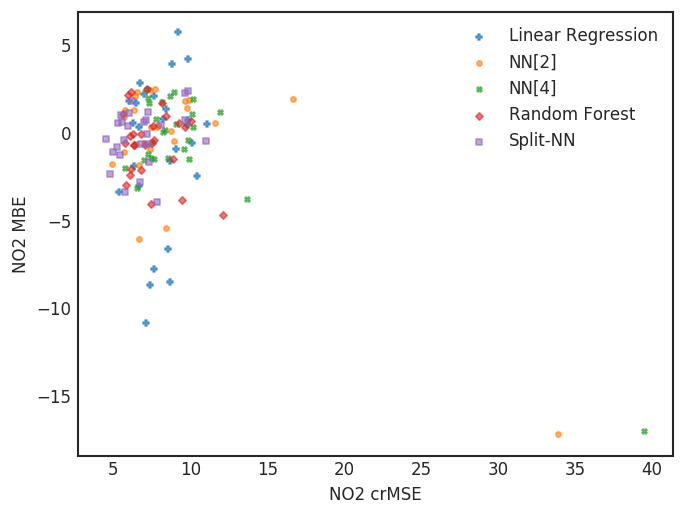 Linear Regression
NN[2]
NN[4]
Random Forest
Split-NN
NO2 MBE
5
0
−5
−10
−15
5 10 15 20 25 30 35 40
NO2 crMSE